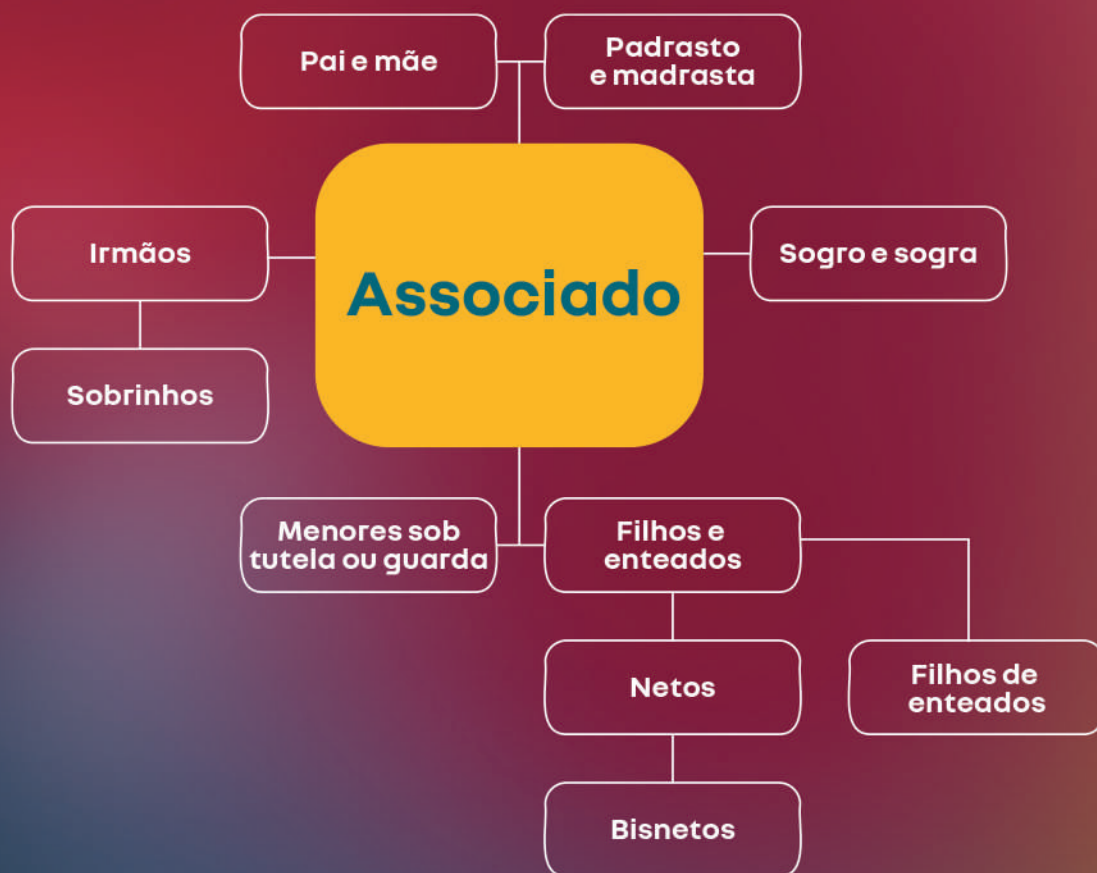 Pai e mãe
Padrasto
e madrasta
Irmãos
Associado
Sogro e sogra
Sobrinhos
Menores sob
tutela ou guarda
Filhos e
enteados
Netos
Filhos de
enteados
Bisnetos